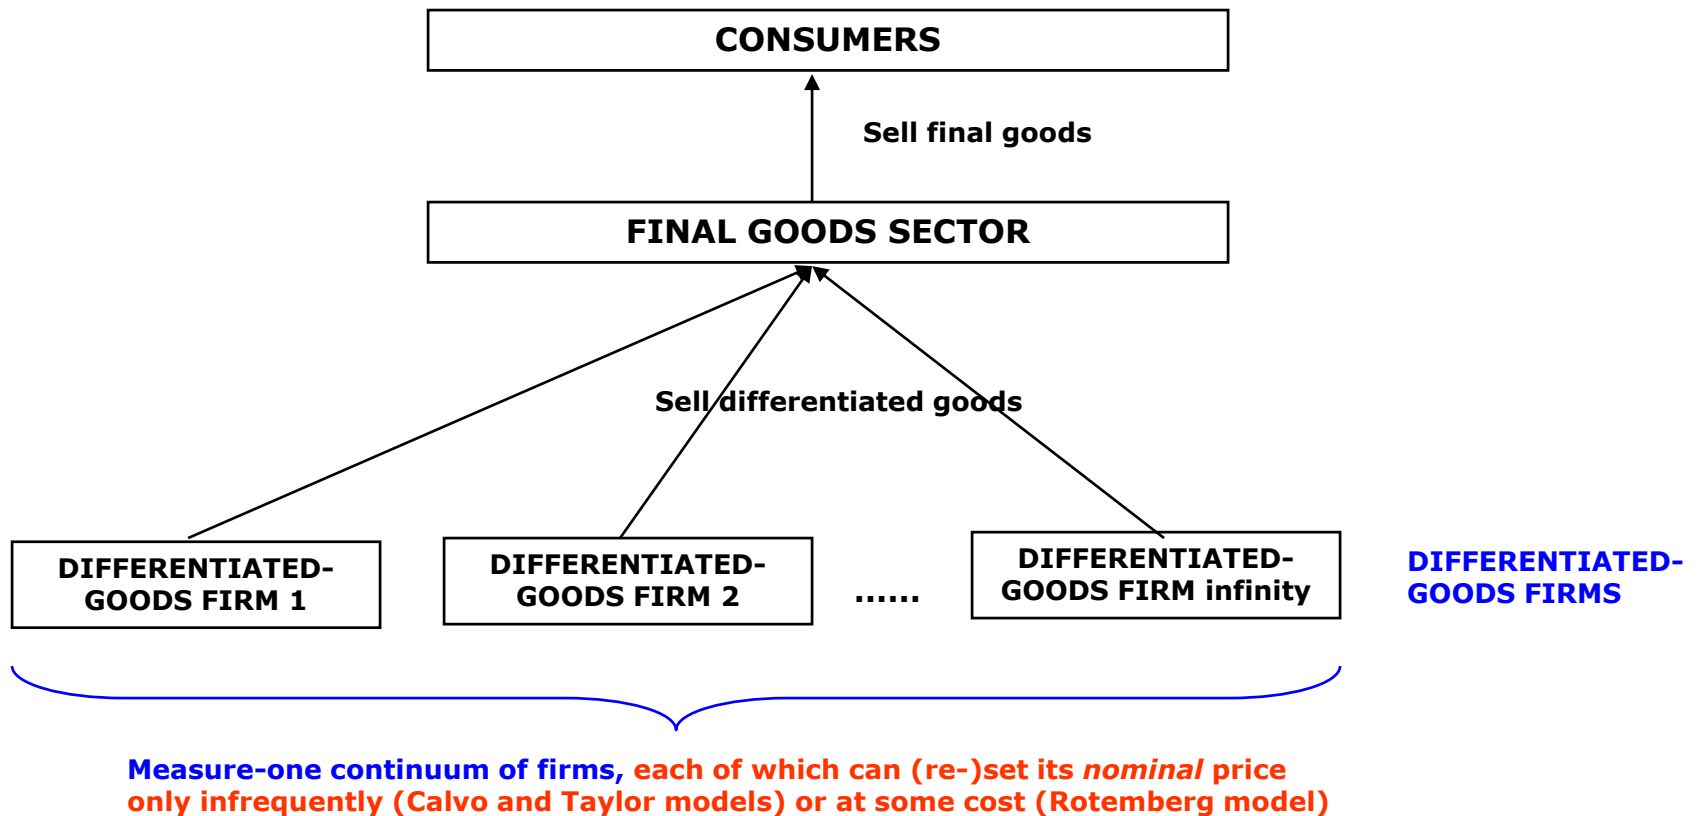 CONSUMERS
Sell final goods
FINAL GOODS SECTOR
Sell differentiated goods
DIFFERENTIATED-
GOODS FIRM 1
DIFFERENTIATED-
GOODS FIRM 2
......
DIFFERENTIATED-
GOODS FIRM infinity
DIFFERENTIATED-
GOODS FIRMS
Measure-one continuum of firms, each of which can (re-)set its nominal price
only infrequently (Calvo and Taylor models) or at some cost (Rotemberg model)